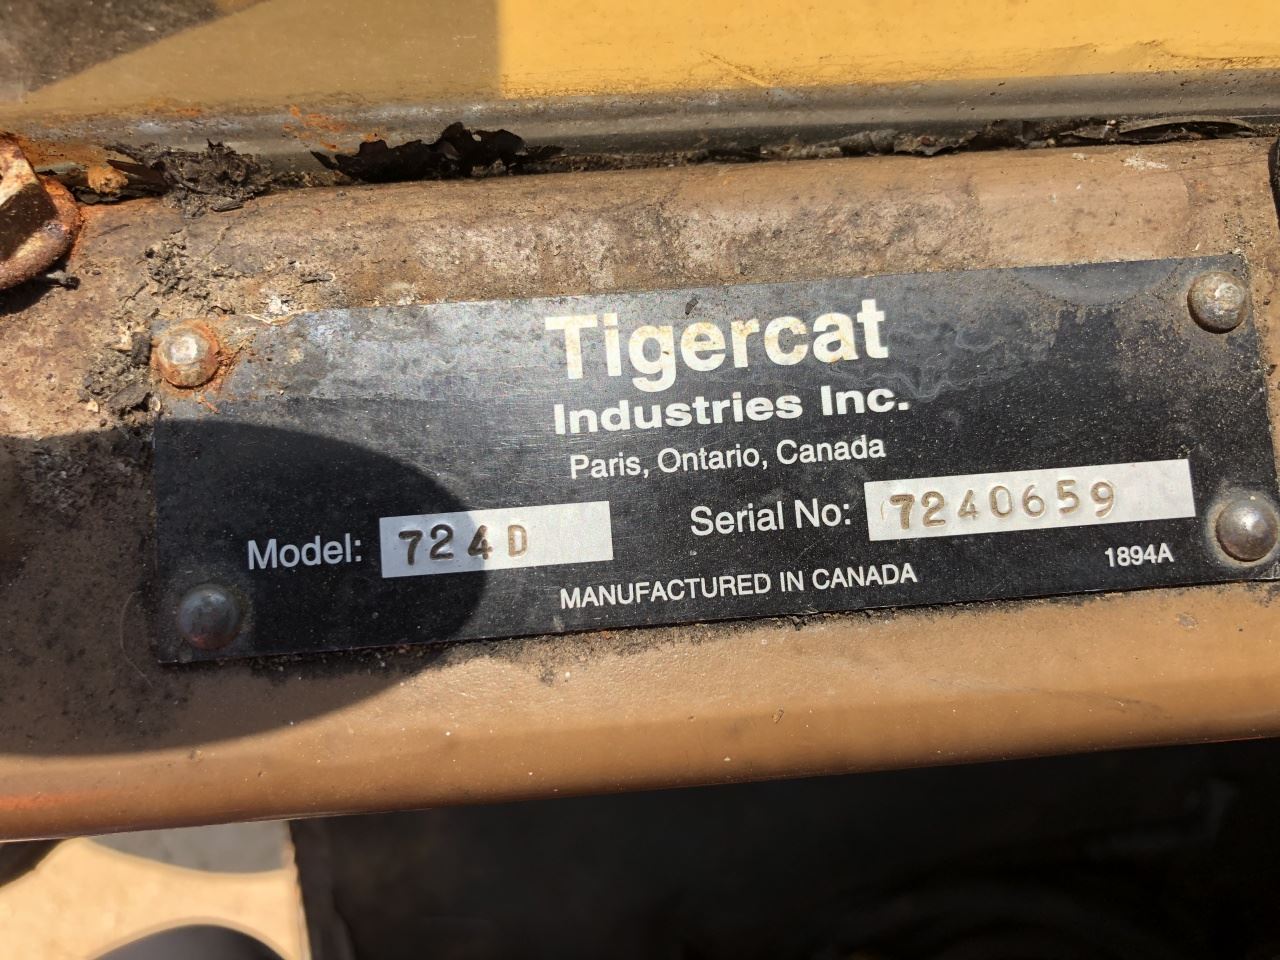 Tigercat
Industries Inc.
Paris, Ontario, Canada
Model: 724D Serial No: 7240659
MANUFACTURED IN CANADA 1894A